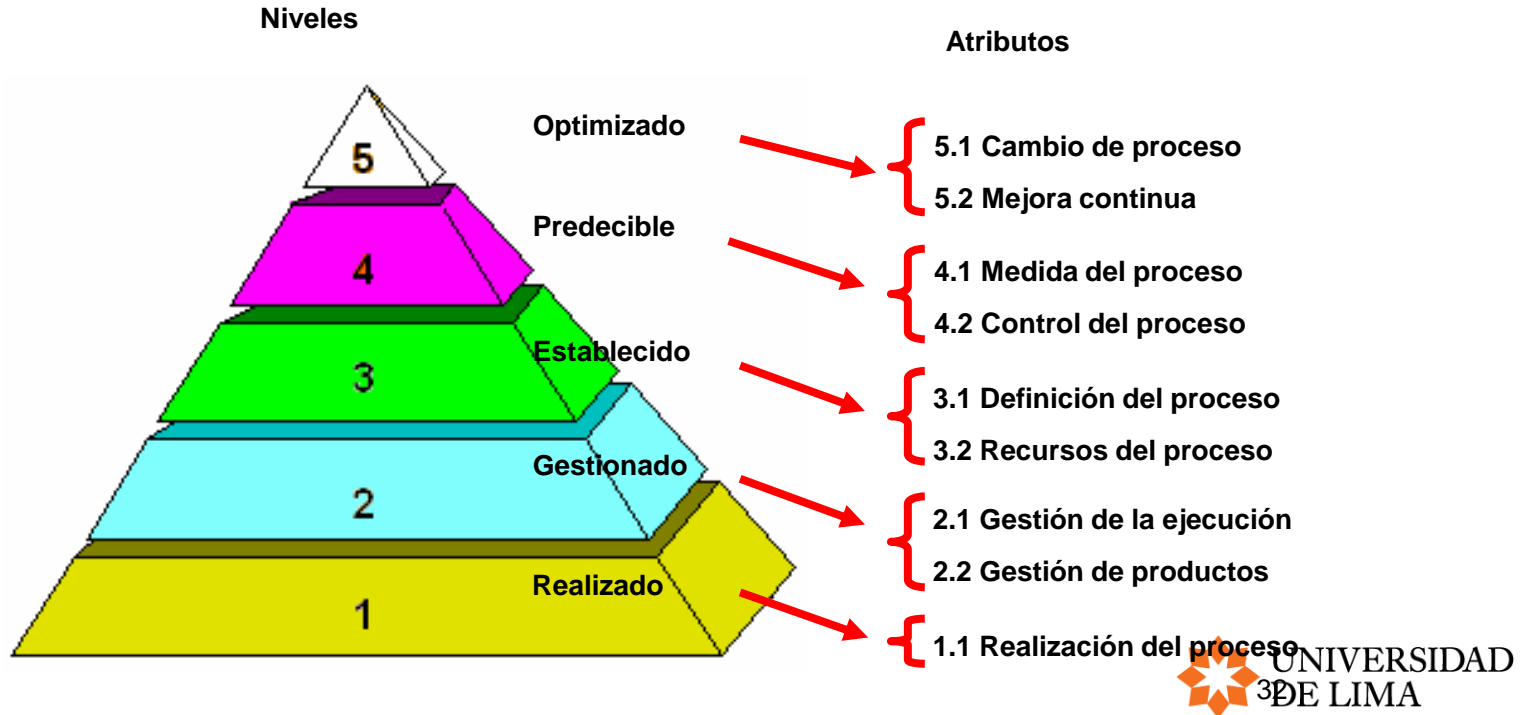 Niveles
Atributos
Optimizado
5.1 Cambio de proceso
5.2 Mejora continua
5
Predecible
4.1 Medida del proceso
4.2 Control del proceso
4
Establecido
3.1 Definición del proceso
3.2 Recursos del proceso
3
Gestionado
2.1 Gestión de la ejecución
2.2 Gestión de productos
2
Realizado
1.1 Realización del proceso
1
UNIVERSIDAD
DE LIMA
32